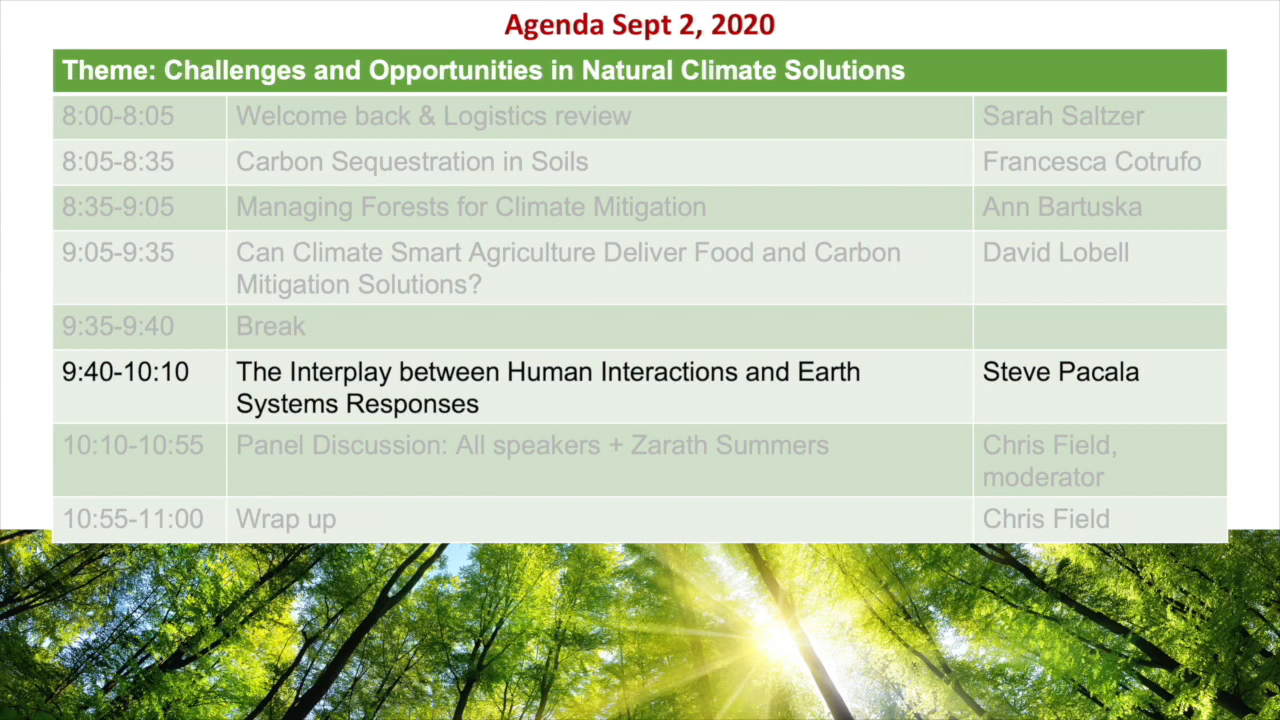 Agenda Sept 2, 2020
Theme: Challenges and Opportunities in Natural Climate Solutions
8:00-8:05 Welcome back & Logistics review Sarah Saltzer
8:05-8:35 Carbon Sequestration in Soils Francesca Cotrufo
8:35-9:05 Managing Forests for Climate Mitigation Ann Bartuska
9:05-9:35 Can Climate Smart Agriculture Deliver Food and Carbon David Lobell
Mitigation Solutions?
9:35-9:40 Break
9:40-10:10 The Interplay between Human Interactions and Earth Steve Pacala
Systems Responses
10:10-10:55 Panel Discussion: All speakers + Zarath Summers Chris Field,
moderator
10:55-11:00 Wrap up Chris Field